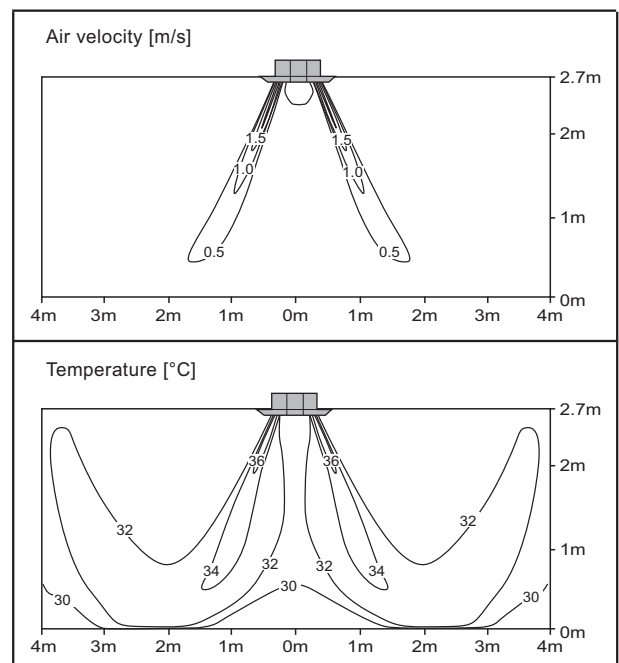 Air velocity [m/s]
2.7m
2m
1.5 1.5
1.0 1.0
1m
0.5 0.5
0m
4m 3m 2m 1m 0m 1m 2m 3m 4m
Temperature [°C]
2.7m
36 36
2m
32 32
1m
34 32 32 34
30 30 30
0m
4m 3m 2m 1m 0m 1m 2m 3m 4m